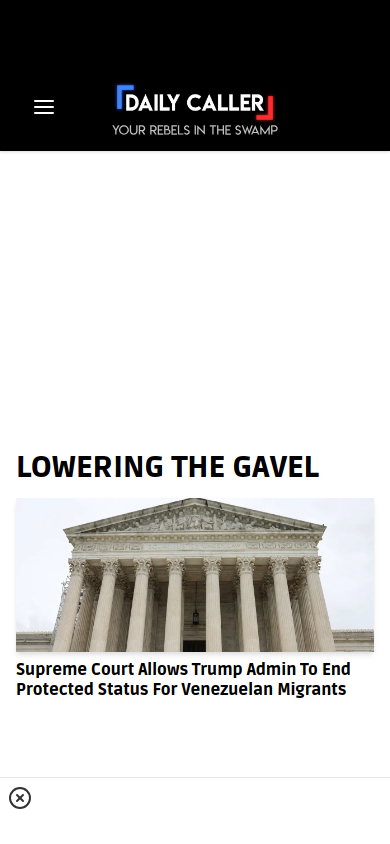 DAILY CALLER
YOUR REBELS IN THE SWAMP
LOWERING THE GAVEL
Supreme Court Allows Trump Admin To End
Protected Status For Venezuelan Migrants